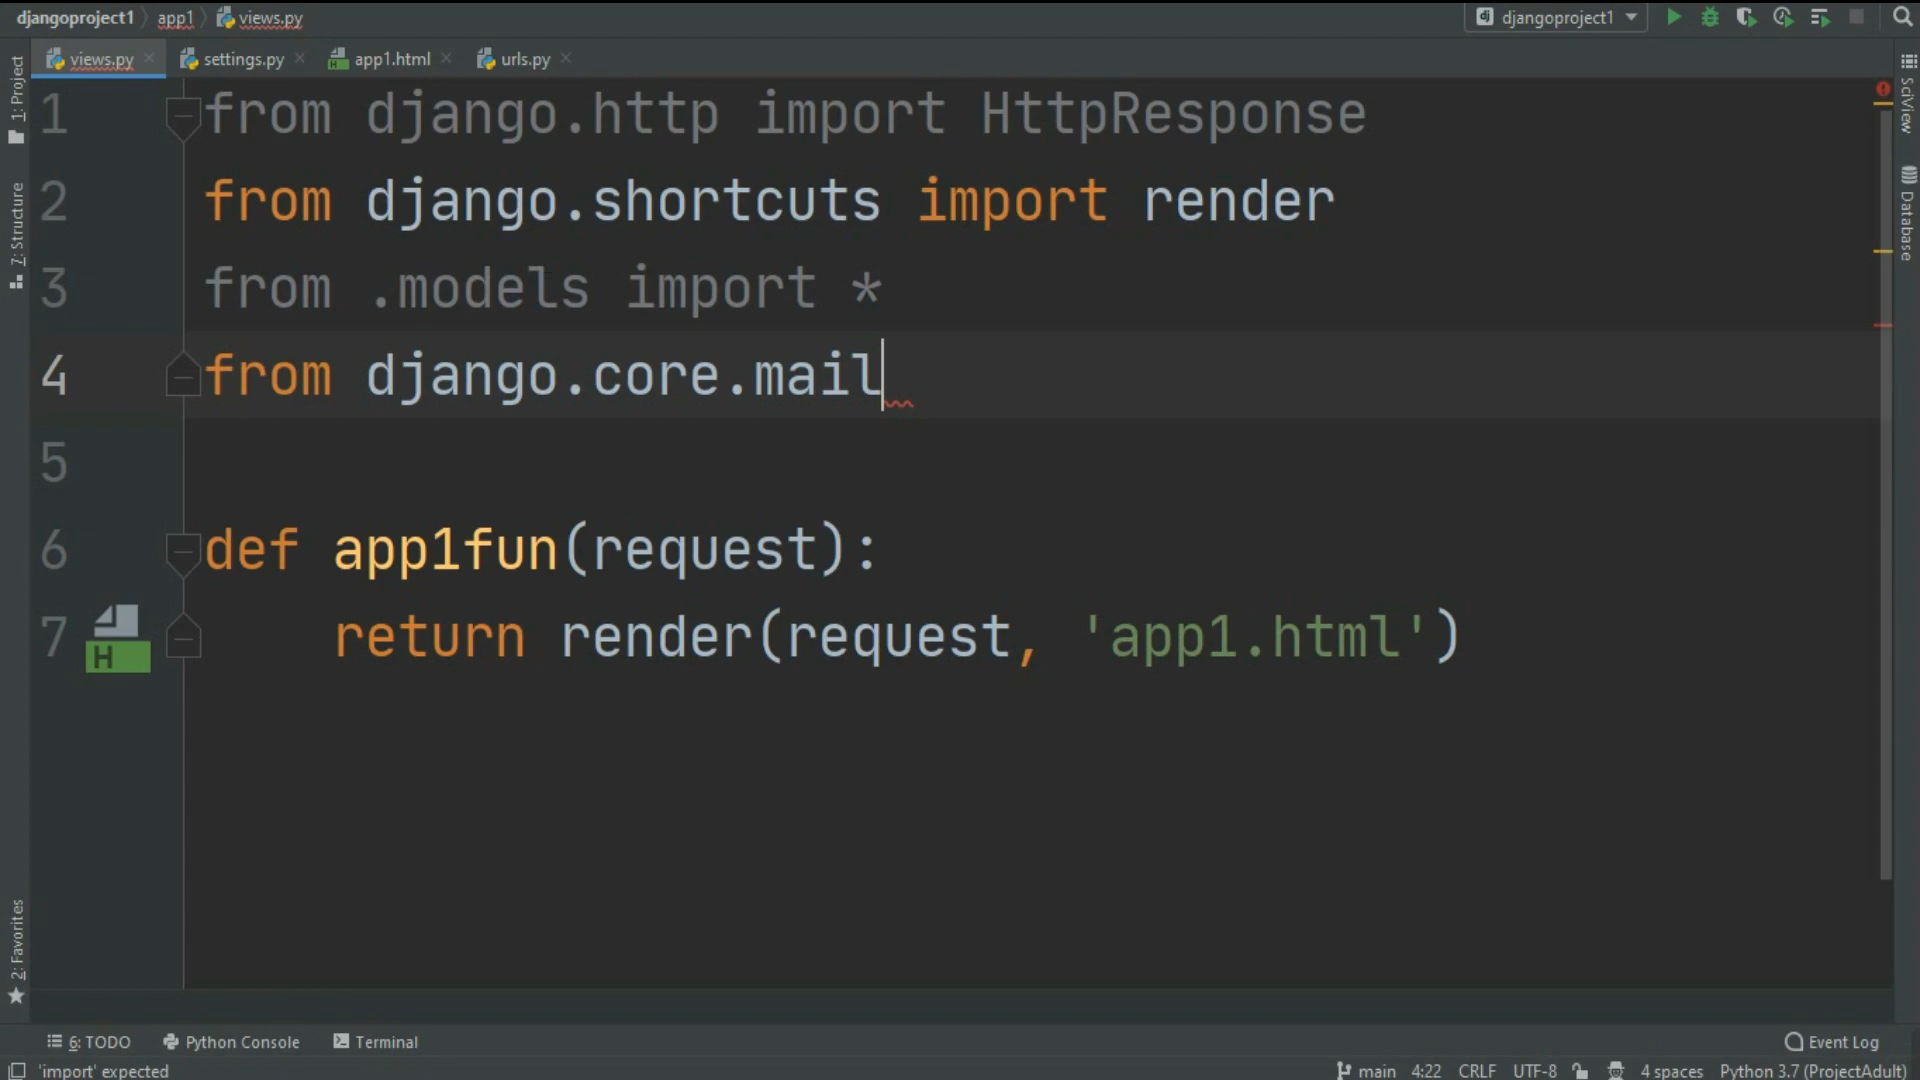 djangoproject1 app1 views.py djangoproject1
views.py settings.py app1.html urls.py
1: Project
7: Structure
2: Favorites
SciView
Database
1 from django.http import HttpResponse
2 from django.shortcuts import render
3 from .models import *
4 from django.core.mail
5
6 def app1fun(request):
7 return render(request, 'app1.html')
H
6: TODO Python Console Terminal Event Log
'import' expected main 4:22 CRLF UTF-8 4 spaces Python 3.7 (ProjectAdult)